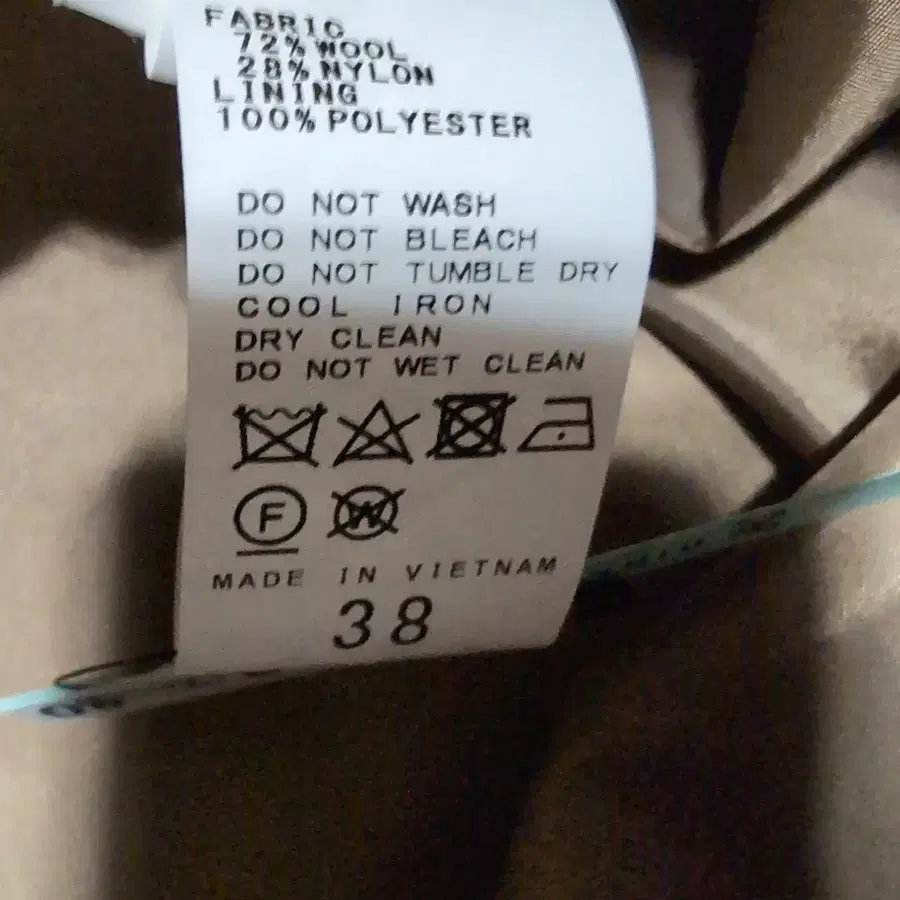 FABRIC
72% WOOL
28% NYLON
LINING
100% POLYESTER
DO NOT WASH
DO NOT BLEACH
DO NOT TUMBLE DRY
COOL IRON
DRY CLEAN
DO NOT WET CLEAN
F W
MADE IN VIETNAM
38